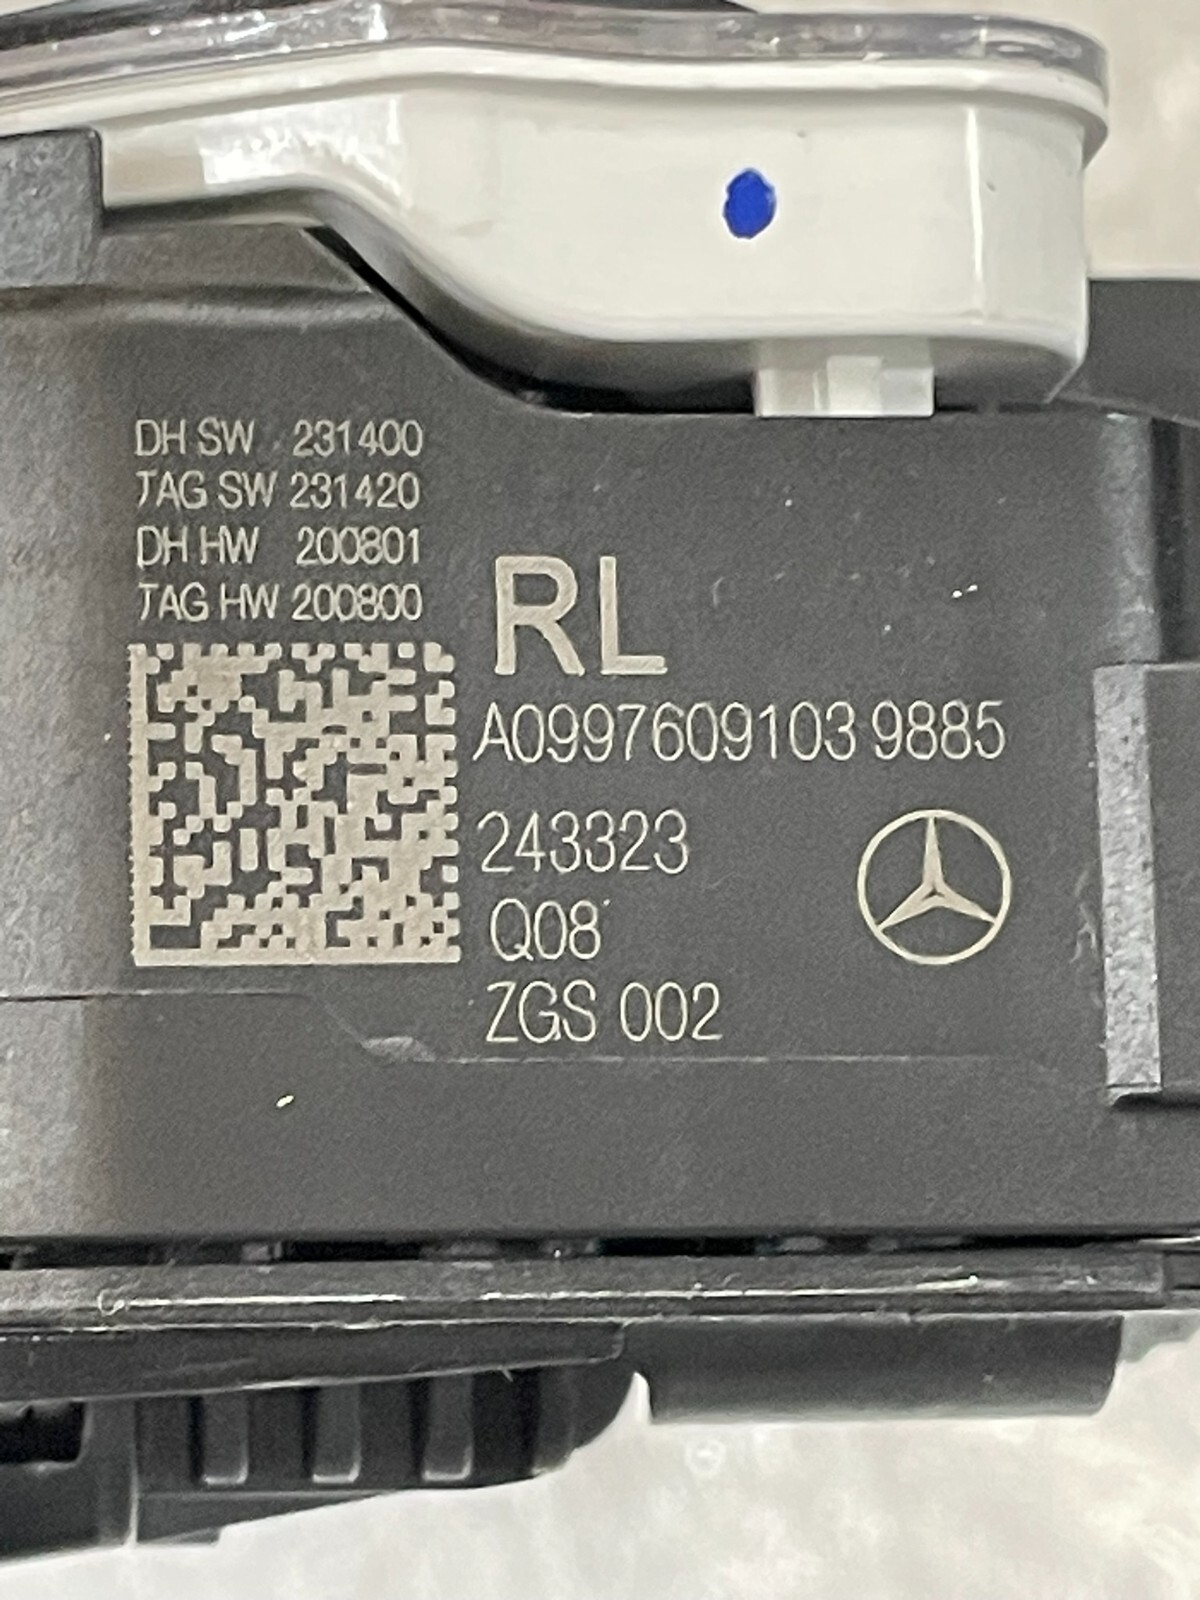 DH SW 231400
TAG SW 231420
DH HW 200801
TAG HW 200800
RL
A0997609103 9885
243323
Q08
ZGS 002